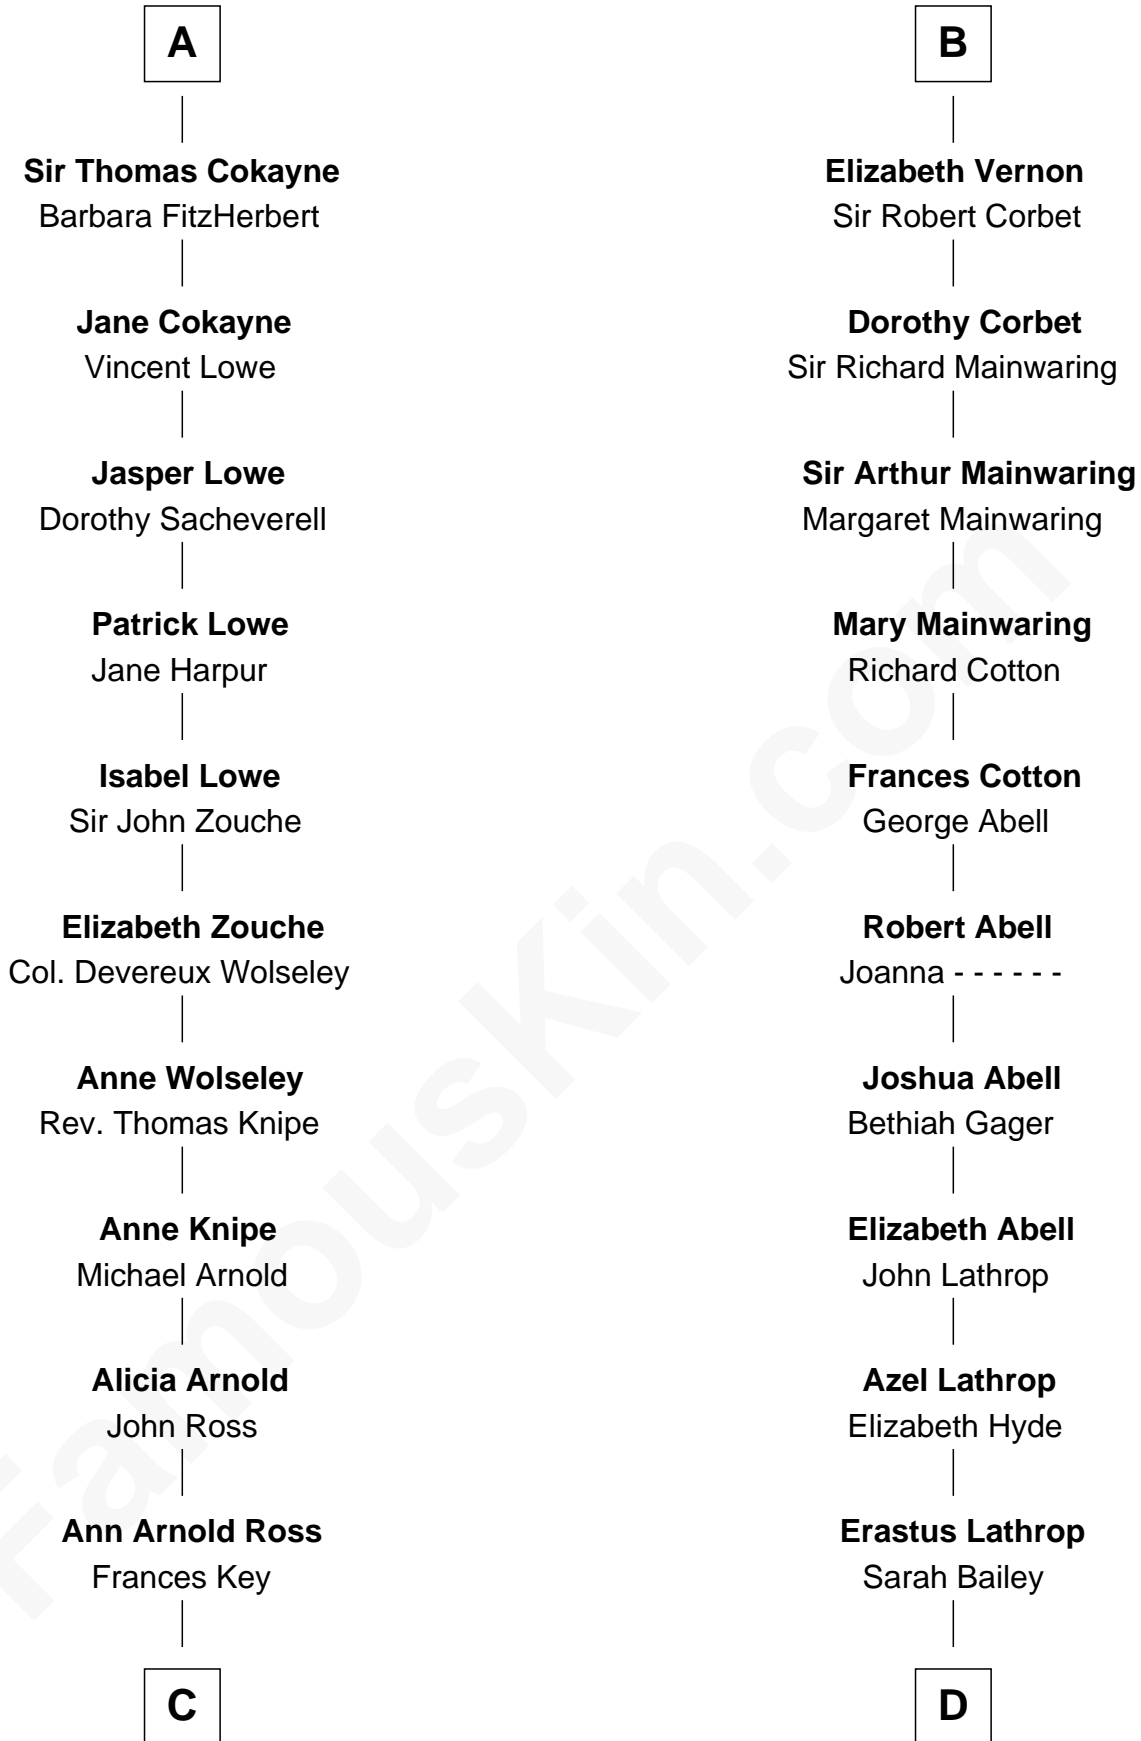 A
Sir Thomas Cokayne
Barbara FitzHerbert
Jane Cokayne
Vincent Lowe
Jasper Lowe
Dorothy Sacheverell
Patrick Lowe
Jane Harpur
Isabel Lowe
Sir John Zouche
Elizabeth Zouche
Col. Devereux Wolseley
Anne Wolseley
Rev. Thomas Knipe
Anne Knipe
Michael Arnold
Alicia Arnold
John Ross
Ann Arnold Ross
Frances Key
C
B
Elizabeth Vernon
Sir Robert Corbet
Dorothy Corbet
Sir Richard Mainwaring
Sir Arthur Mainwaring
Margaret Mainwaring
Mary Mainwaring
Richard Cotton
Frances Cotton
George Abell
Robert Abell
Joanna - - - - - -
Joshua Abell
Bethiah Gager
Elizabeth Abell
John Lathrop
Azel Lathrop
Elizabeth Hyde
Erastus Lathrop
Sarah Bailey
D
FamousKin.com